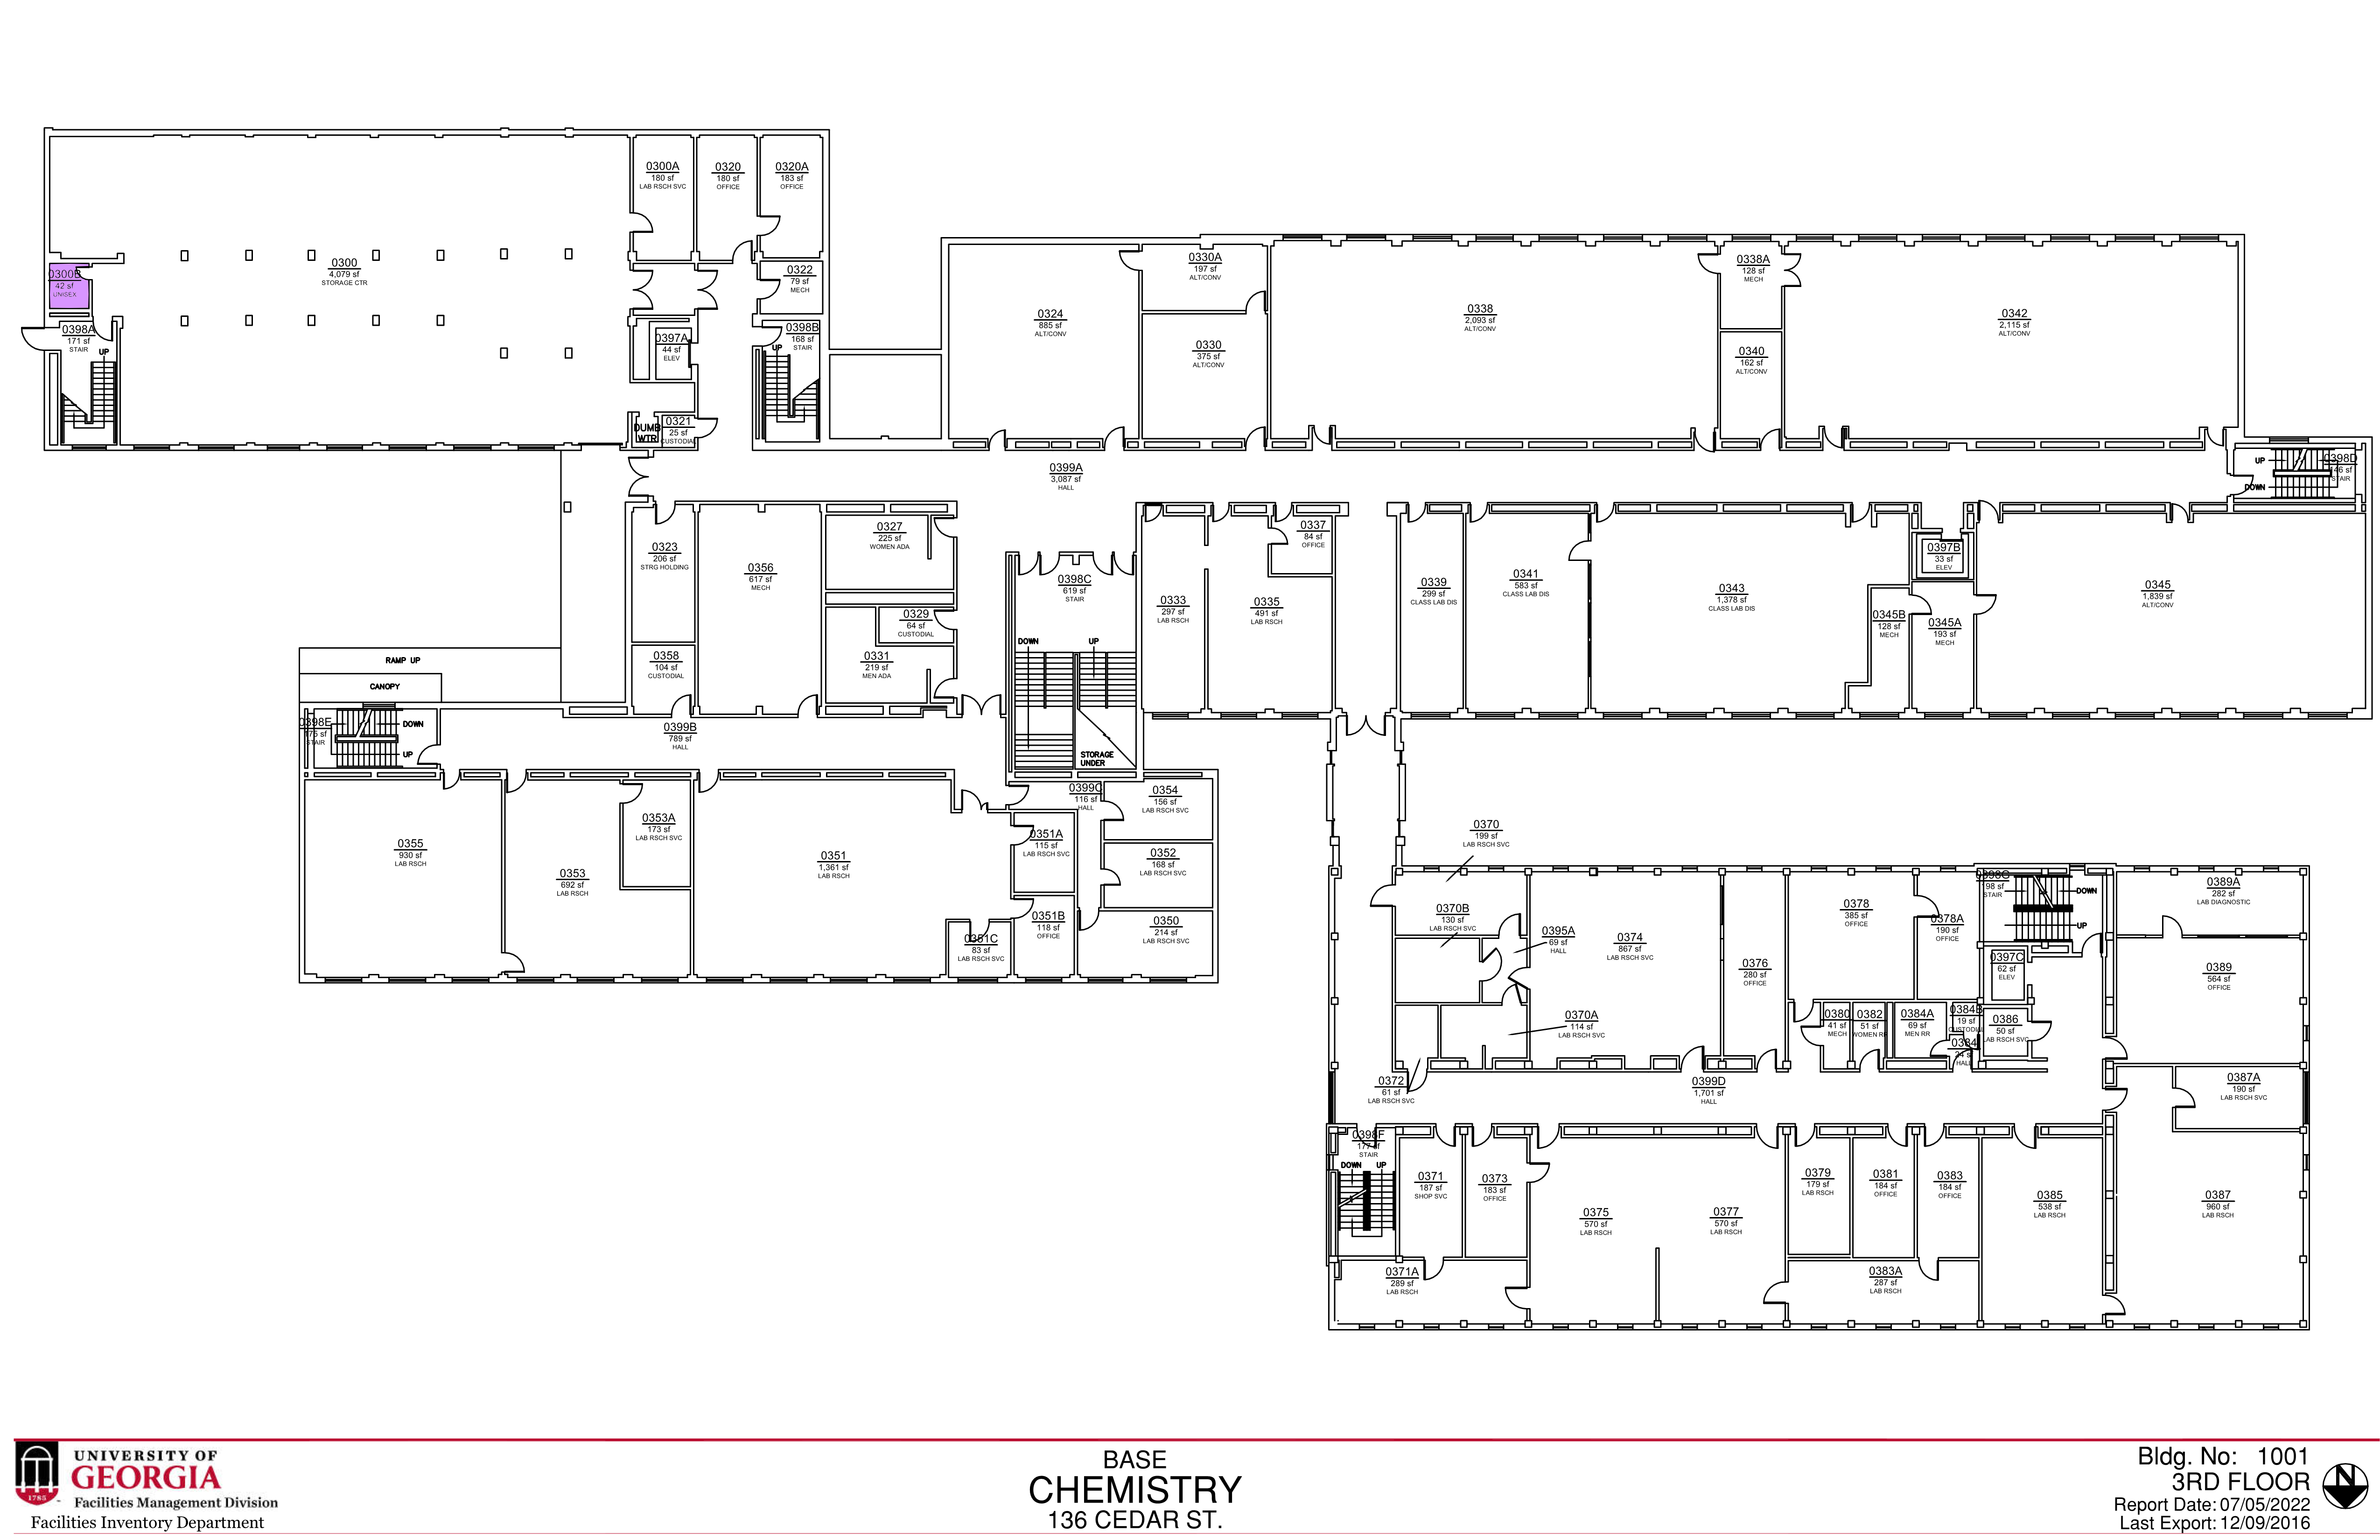 0300A
180 sf
LAB RSCH SVC
0320
180 sf
OFFICE
0320A
183 sf
OFFICE
0300
4,079 sf
STORAGE CTR
0300B
42 sf
UNISEX
0322
79 sf
MECH
0398A
171 sf
STAIR
UP
0397A
44 sf
ELEV
0398B
168 sf
STAIR
UP
DUMB
WTR
0321
25 sf
CUSTODIAL
0324
885 sf
ALT/CONV
0330A
197 sf
ALT/CONV
0330
375 sf
ALT/CONV
0338
2,093 sf
ALT/CONV
0338A
128 sf
MECH
0340
162 sf
ALT/CONV
0342
2,115 sf
ALT/CONV
0399A
3,087 sf
HALL
UP
DOWN
0398D
146 sf
STAIR
0323
206 sf
STRG HOLDING
0356
617 sf
MECH
0327
225 sf
WOMEN ADA
0329
64 sf
CUSTODIAL
0331
219 sf
MEN ADA
0358
104 sf
CUSTODIAL
0398C
619 sf
STAIR
DOWN
UP
STORAGE
UNDER
0333
297 sf
LAB RSCH
0335
491 sf
LAB RSCH
0337
84 sf
OFFICE
0339
299 sf
CLASS LAB DIS
0341
583 sf
CLASS LAB DIS
0343
1,378 sf
CLASS LAB DIS
0345B
128 sf
MECH
0397B
33 sf
ELEV
0345A
193 sf
MECH
0345
1,839 sf
ALT/CONV
RAMP UP
CANOPY
0398E
175 sf
STAIR
DOWN
UP
0399B
789 sf
HALL
0355
930 sf
LAB RSCH
0353
692 sf
LAB RSCH
0353A
173 sf
LAB RSCH SVC
0351
1,361 sf
LAB RSCH
0399C
116 sf
HALL
0354
156 sf
LAB RSCH SVC
0351A
115 sf
LAB RSCH SVC
0352
168 sf
LAB RSCH SVC
0351B
118 sf
OFFICE
0350
214 sf
LAB RSCH SVC
0351C
83 sf
LAB RSCH SVC
0370
199 sf
LAB RSCH SVC
0370B
130 sf
LAB RSCH SVC
0395A
69 sf
HALL
0374
867 sf
LAB RSCH SVC
0376
280 sf
OFFICE
0378
385 sf
OFFICE
0378A
190 sf
OFFICE
0398G
198 sf
STAIR
DOWN
UP
0389A
282 sf
LAB DIAGNOSTIC
0397C
62 sf
ELEV
0389
564 sf
OFFICE
0370A
114 sf
LAB RSCH SVC
0380
41 sf
MECH
0382
51 sf
WOMEN RR
0384A
69 sf
MEN RR
0384B
19 sf
CUSTODIAL
0384
24 sf
HALL
0386
50 sf
LAB RSCH SVC
0372
61 sf
LAB RSCH SVC
0399D
1,701 sf
HALL
0387A
190 sf
LAB RSCH SVC
0398F
177 sf
STAIR
DOWN
UP
0371
187 sf
SHOP SVC
0373
183 sf
OFFICE
0375
570 sf
LAB RSCH
0377
570 sf
LAB RSCH
0379
179 sf
LAB RSCH
0381
184 sf
OFFICE
0383
184 sf
OFFICE
0385
538 sf
LAB RSCH
0387
960 sf
LAB RSCH
0371A
289 sf
LAB RSCH
0383A
287 sf
LAB RSCH
1785
UNIVERSITY OF
GEORGIA
Facilities Management Division
Facilities Inventory Department
BASE
CHEMISTRY
136 CEDAR ST.
Bldg. No: 1001
3RD FLOOR
Report Date: 07/05/2022
Last Export: 12/09/2016
N